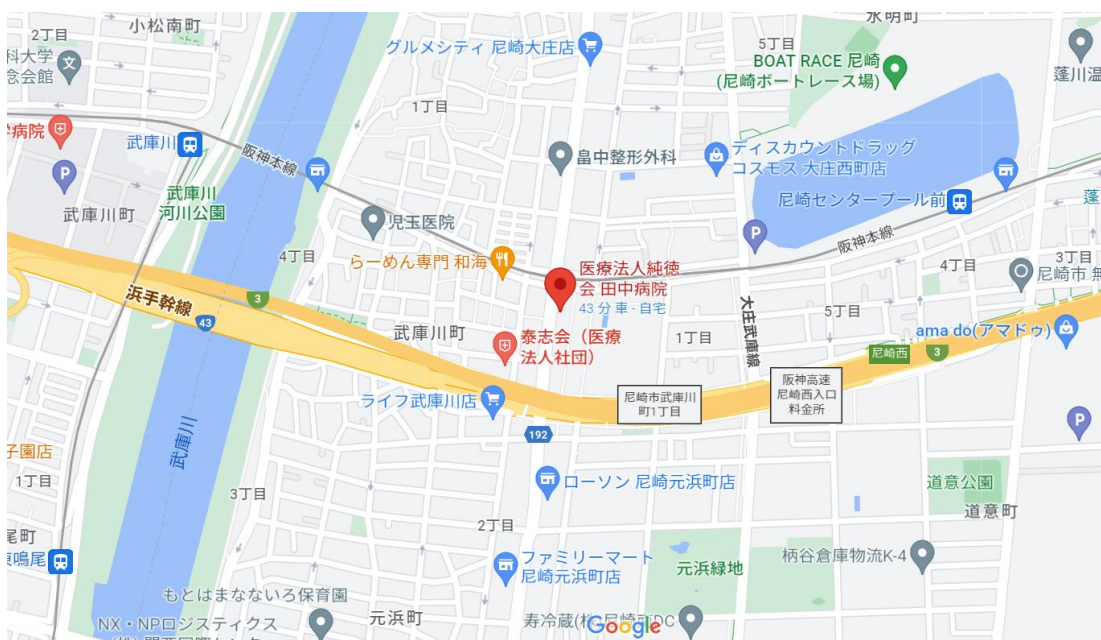 小松南町
2丁目
科大学
念会館
文
グルメシティ 尼崎大庄店
5丁目
BOAT RACE 尼崎
(尼崎ボートレース場)
蓬川温
1丁目
病院
武庫川
阪神本線
畠中整形外科
ディスカウントドラッグ
コスモス 大庄西町店
P
武庫川
河川公園
武庫川町
尼崎センタープール前
蓬
児玉医院
P
阪神本線
4丁目
らーめん専門 和海
医療法人純徳
会 田中病院
43 分 車 - 自宅
4丁目
3丁目
尼崎市 無
浜手幹線
3
43
武庫川町
泰志会（医療
法人社団）
1丁目
大庄武庫線
5丁目
ama do(アマドゥ)
尼崎西
3
ライフ武庫川店
尼崎市武庫川
町1丁目
阪神高速
尼崎西入口
料金所
192
P
武庫川
子園店
1丁目
3丁目
ローソン 尼崎元浜町店
道意公園
道意町
2丁目
尾町
東鳴尾
ファミリーマート
尼崎元浜町店
元浜緑地
柄谷倉庫物流K-4
もとはまなないろ保育園
元浜町
NX・NPロジスティクス
寿冷蔵(株)
DC
Google